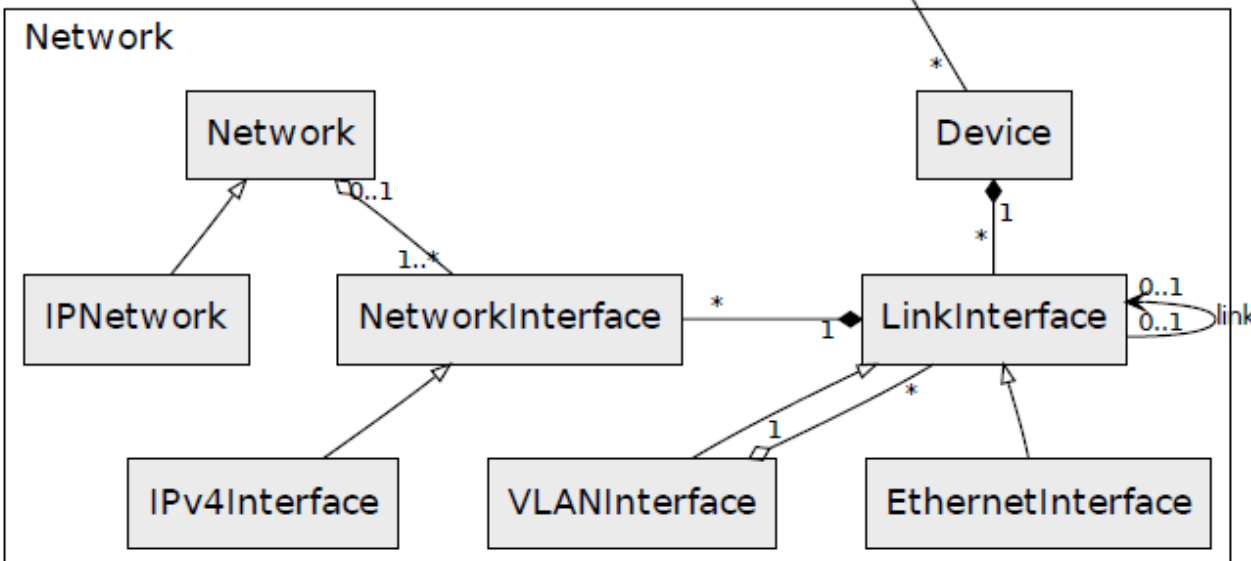 Network
*
Network
Device
0..1
1
1..*
*
IPNetwork
NetworkInterface
*
1
LinkInterface
0..1
0..1
link
1
*
IPv4Interface
VLANInterface
EthernetInterface